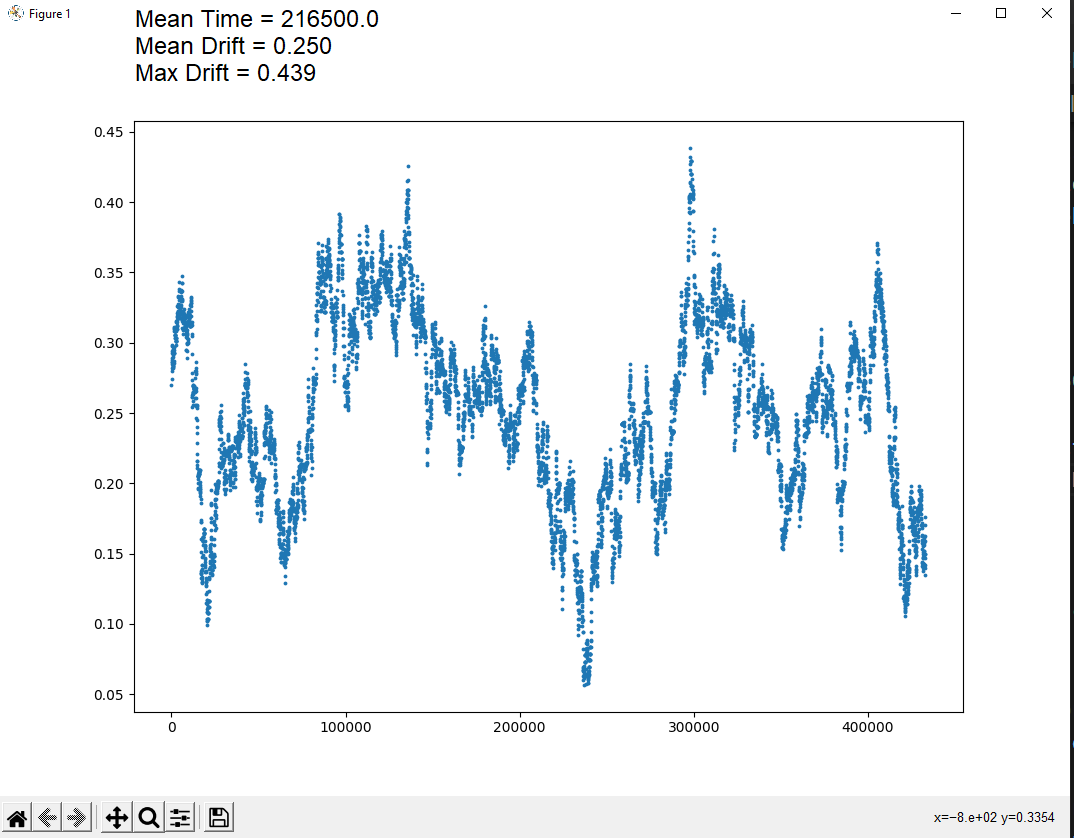 Figure 1
Mean Time = 216500.0
Mean Drift = 0.250
Max Drift = 0.439
0.45
0.40
0.35
0.30
0.25
0.20
0.15
0.10
0.05
0 100000 200000 300000 400000
x=−8.e+02 y=0.3354